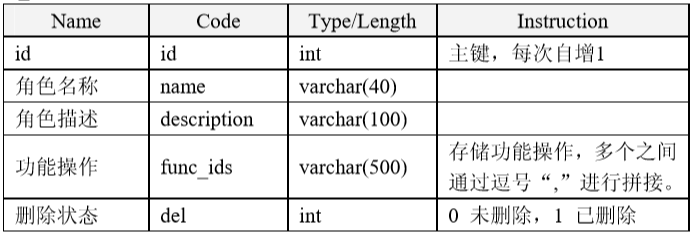 Name Code Type/Length Instruction
id id int 主键，每次自增1
角色名称 name varchar(40)
角色描述 description varchar(100)
功能操作 func_ids varchar(500) 存储功能操作，多个之间
通过逗号“,”进行拼接。
删除状态 del int 0 未删除，1 已删除